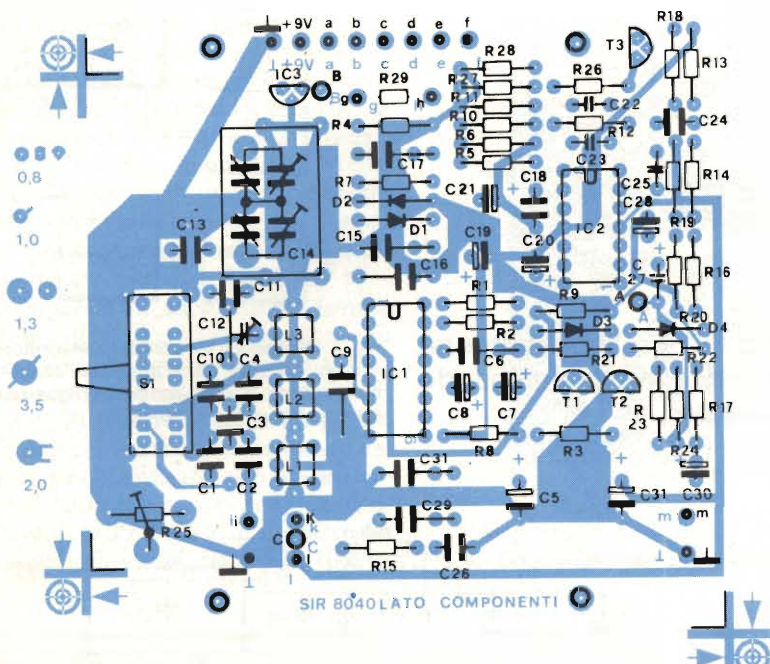 +9V a b c d e f
⊥ +9V a b c d e f
R18
T3
R28
R13
IC3 B R29
R27 R26
B g g h
R11 C22
C24
R4 R10 R12
R6
C17 R5 C23
0,8
R7 C18 C25 R14
D2 C21 + C28
1,0
D1 IC2 R19
C13 C14 C15 C19 C20
C16 + C27 R16
C11 R1 R9 A
1,3
C12 R2 D3 A R20 D4
L3
C10 C4 C9 IC1 C6 R21 R22
S1
3,5
L2 C8 + C7 + T1 T2
C3 R23 R17
R8 R3
2,0
L1 + + R24
C1 C2 C31 C5 C31 C30
i K C29 m m
R25 i k
C C
R15 C26
⊥ l l ⊥
SIR 8040 LATO COMPONENTI